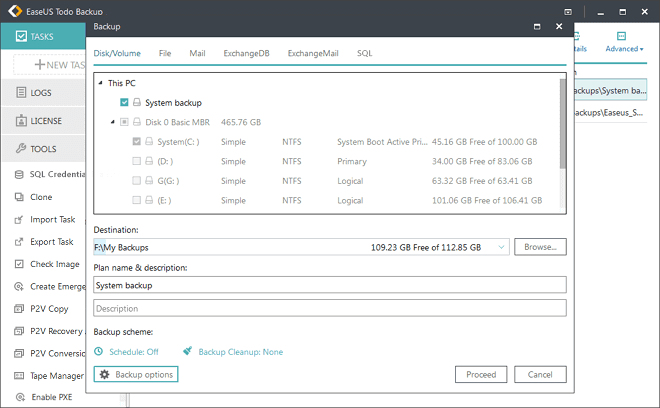 EaseUS Todo Backup
TASKS
NEW TAS
LOGS
LICENSE
TOOLS
SQL Credentia
Clone
Import Task
Export Task
Check Image
Create Emerge
P2V Copy
P2V Recovery a
P2V Conversio
Tape Manager
Enable PXE
Backup
Disk/Volume File Mail ExchangeDB ExchangeMail SQL
This PC
System backup
Disk 0 Basic MBR 465.76 GB
System(C: ) Simple NTFS System Boot Active Pri... 45.16 GB Free of 100.00 GB
(D: ) Simple NTFS Primary 34.00 GB Free of 83.06 GB
G(G: ) Simple NTFS Logical 63.32 GB Free of 63.41 GB
(E: ) Simple NTFS Logical 101.06 GB Free of 106.41 GB
Destination:
F:\My Backups 109.23 GB Free of 112.85 GB Browse...
Plan name & description:
System backup
Description
Backup scheme:
Schedule: Off Backup Cleanup: None
Backup options Proceed Cancel
tails Advanced
n
ackups\System ba...
ackups\Easeus_S...